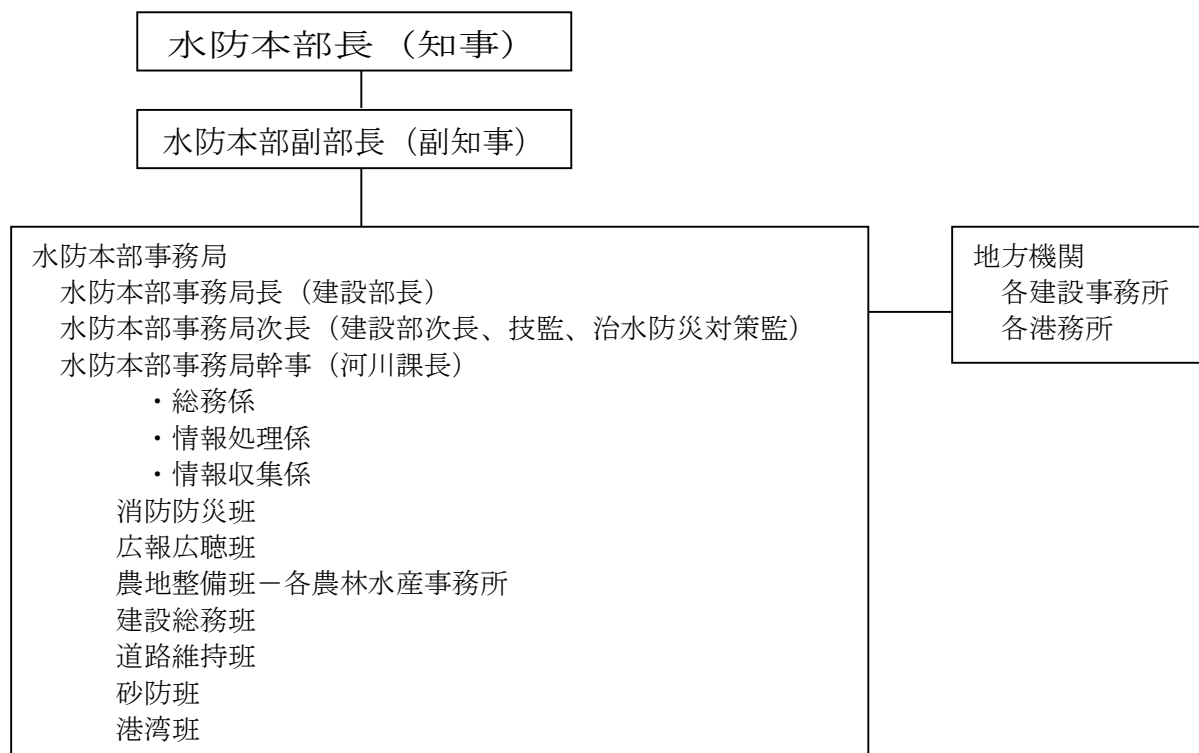 水防本部長（知事）
水防本部副部長（副知事）
水防本部事務局
水防本部事務局長（建設部長）
水防本部事務局次長（建設部次長、技監、治水防災対策監）
水防本部事務局幹事（河川課長）
・総務係
・情報処理係
・情報収集係
消防防災班
広報広聴班
農地整備班－各農林水産事務所
建設総務班
道路維持班
砂防班
港湾班
地方機関
各建設事務所
各港務所